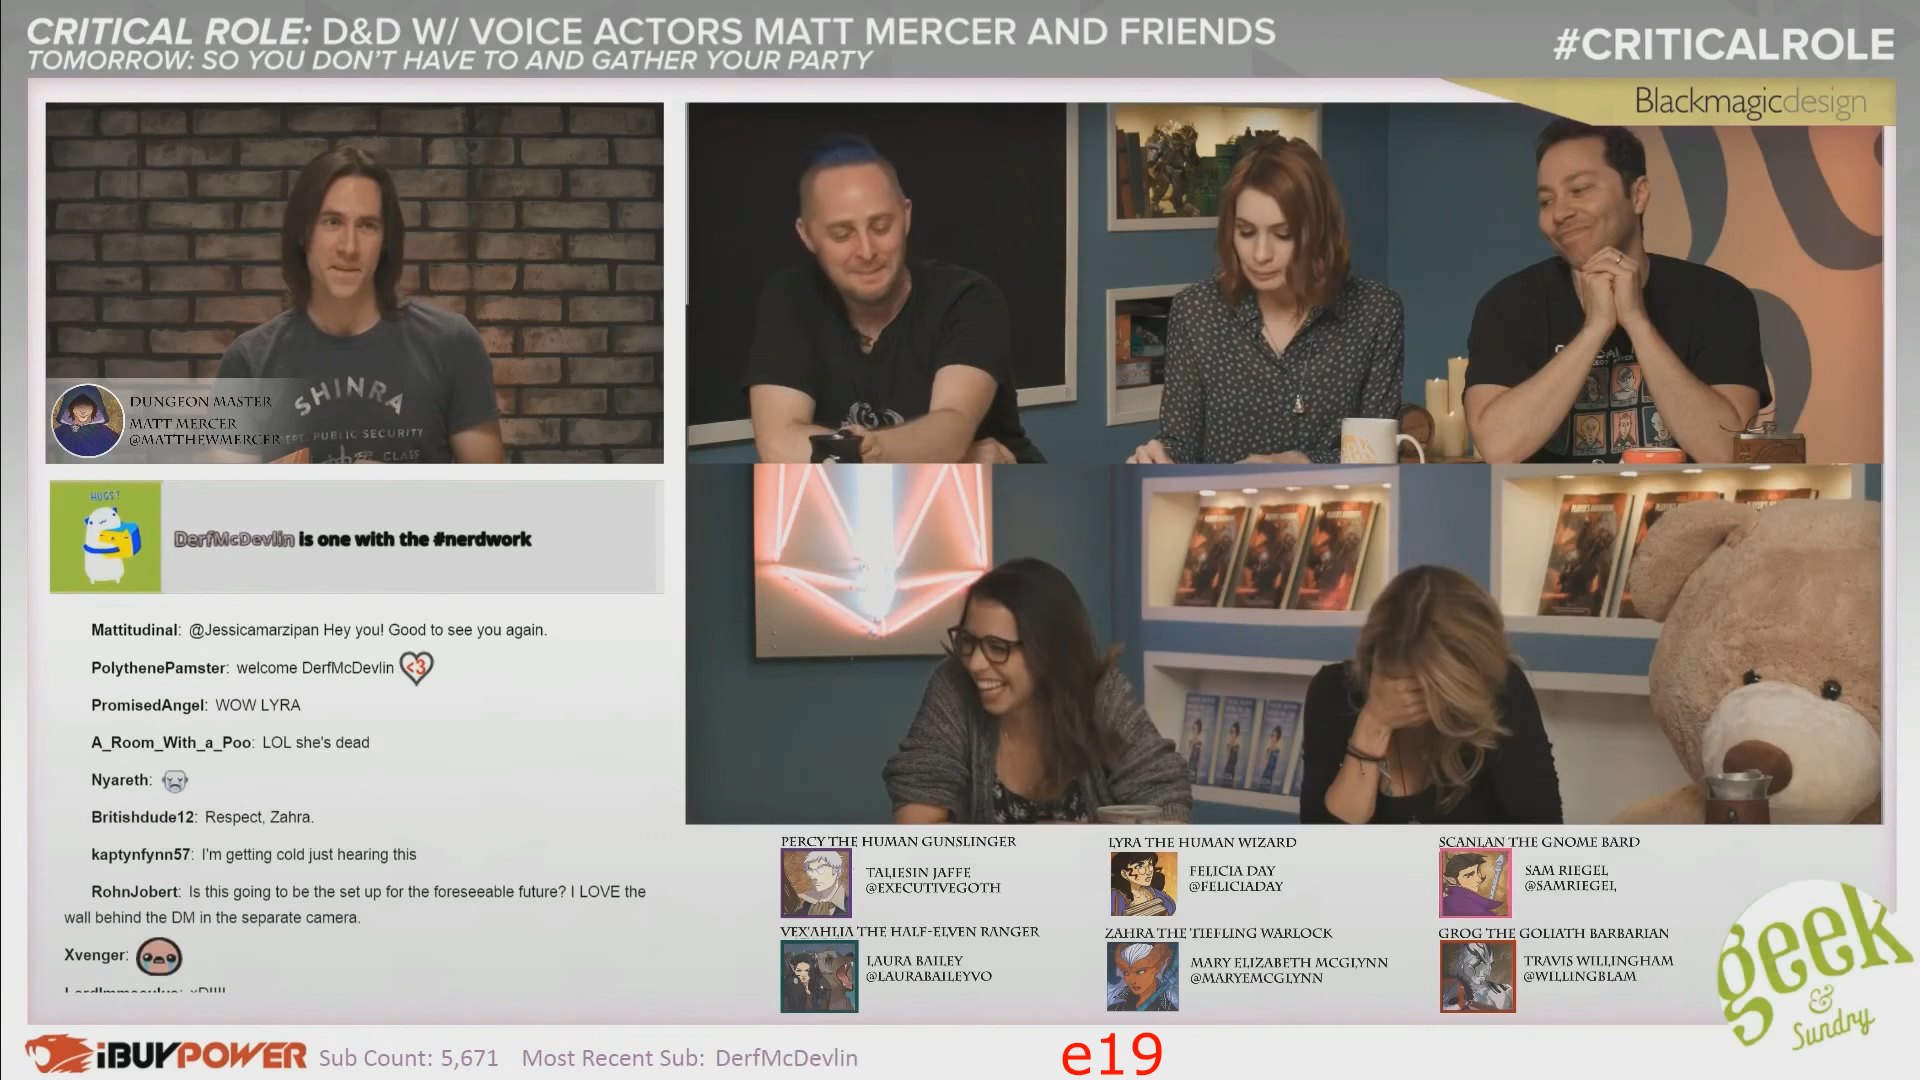 CRITICAL ROLE: D&D W/ VOICE ACTORS MATT MERCER AND FRIENDS
TOMORROW: SO YOU DON'T HAVE TO AND GATHER YOUR PARTY
#CRITICALROLE
Blackmagicdesign
SHINRA
PUBLIC SECURITY
CLASS
DUNGEON MASTER
MATT MERCER
@MATTHEWMERCER
HUGS?
DerfMcDevlin is one with the #nerdwork
Mattitudinal: @Jessicamarzipan Hey you! Good to see you again.
PolythenePamster: welcome DerfMcDevlin <3
PromisedAngel: WOW LYRA
A_Room_With_a_Poo: LOL she's dead
Nyareth:
Britishdude12: Respect, Zahra.
kaptynfynn57: I'm getting cold just hearing this
RohnJobert: Is this going to be the set up for the foreseeable future? I LOVE the
wall behind the DM in the separate camera.
Xvenger:
PERCY THE HUMAN GUNSLINGER
TALIESIN JAFFE
@EXECUTIVEGOTH
LYRA THE HUMAN WIZARD
FELICIA DAY
@FELICIADAY
SCANLAN THE GNOME BARD
SAM RIEGEL
@SAMRIEGEL
VEX'AHLIA THE HALF-ELVEN RANGER
LAURA BAILEY
@LAURABAILEYVO
ZAHRA THE TIEFLING WARLOCK
MARY ELIZABETH MCGLYNN
@MARYEMCGLYNN
GROG THE GOLIATH BARBARIAN
TRAVIS WILLINGHAM
@WILLINGBLAM
geek
&
Sundry
iBUYPOWER Sub Count: 5,671 Most Recent Sub: DerfMcDevlin
e19